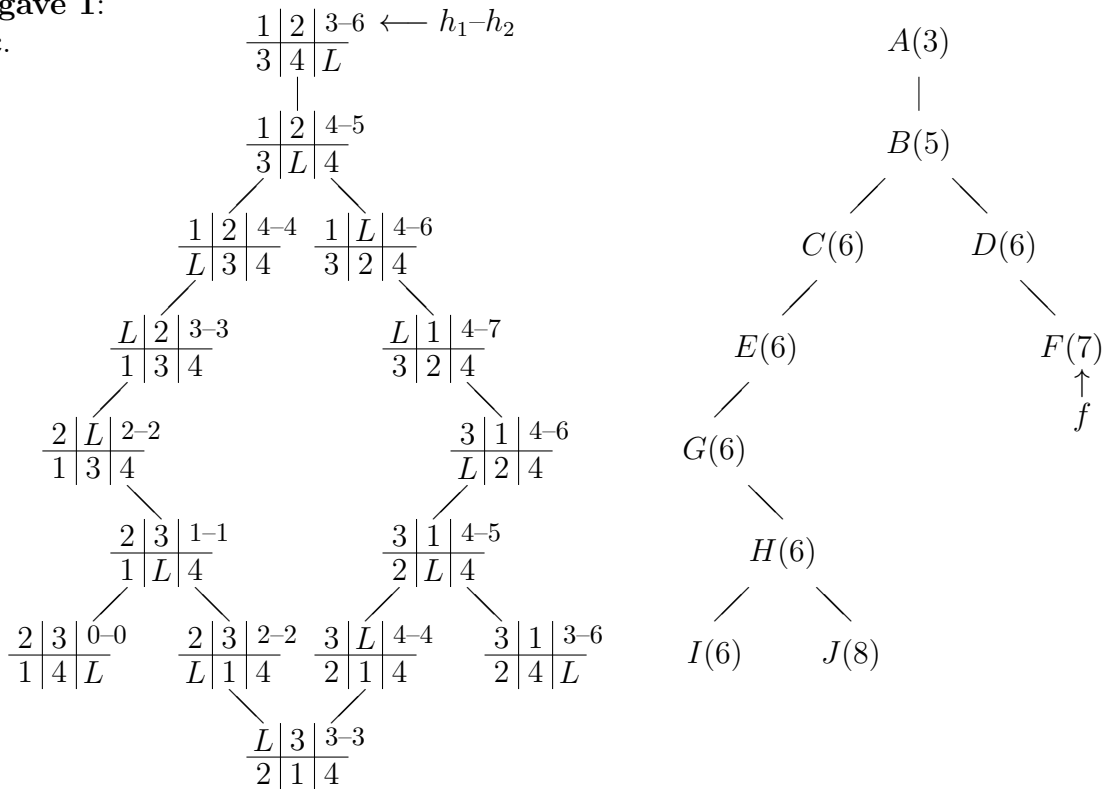 gave 1:
c.
1 2 3–6 ← h₁–h₂
3 4 L
1 2 4–5
3 L 4
1 2 4–4
L 3 4
1 L 4–6
3 2 4
L 2 3–3
1 3 4
L 1 4–7
3 2 4
2 L 2–2
1 3 4
3 1 4–6
L 2 4
2 3 1–1
1 L 4
3 1 4–5
2 L 4
2 3 0–0
1 4 L
2 3 2–2
L 1 4
3 L 4–4
2 1 4
3 1 3–6
2 4 L
L 3 3–3
2 1 4
A(3)
B(5)
C(6) D(6)
E(6) F(7)
f
G(6)
H(6)
I(6) J(8)